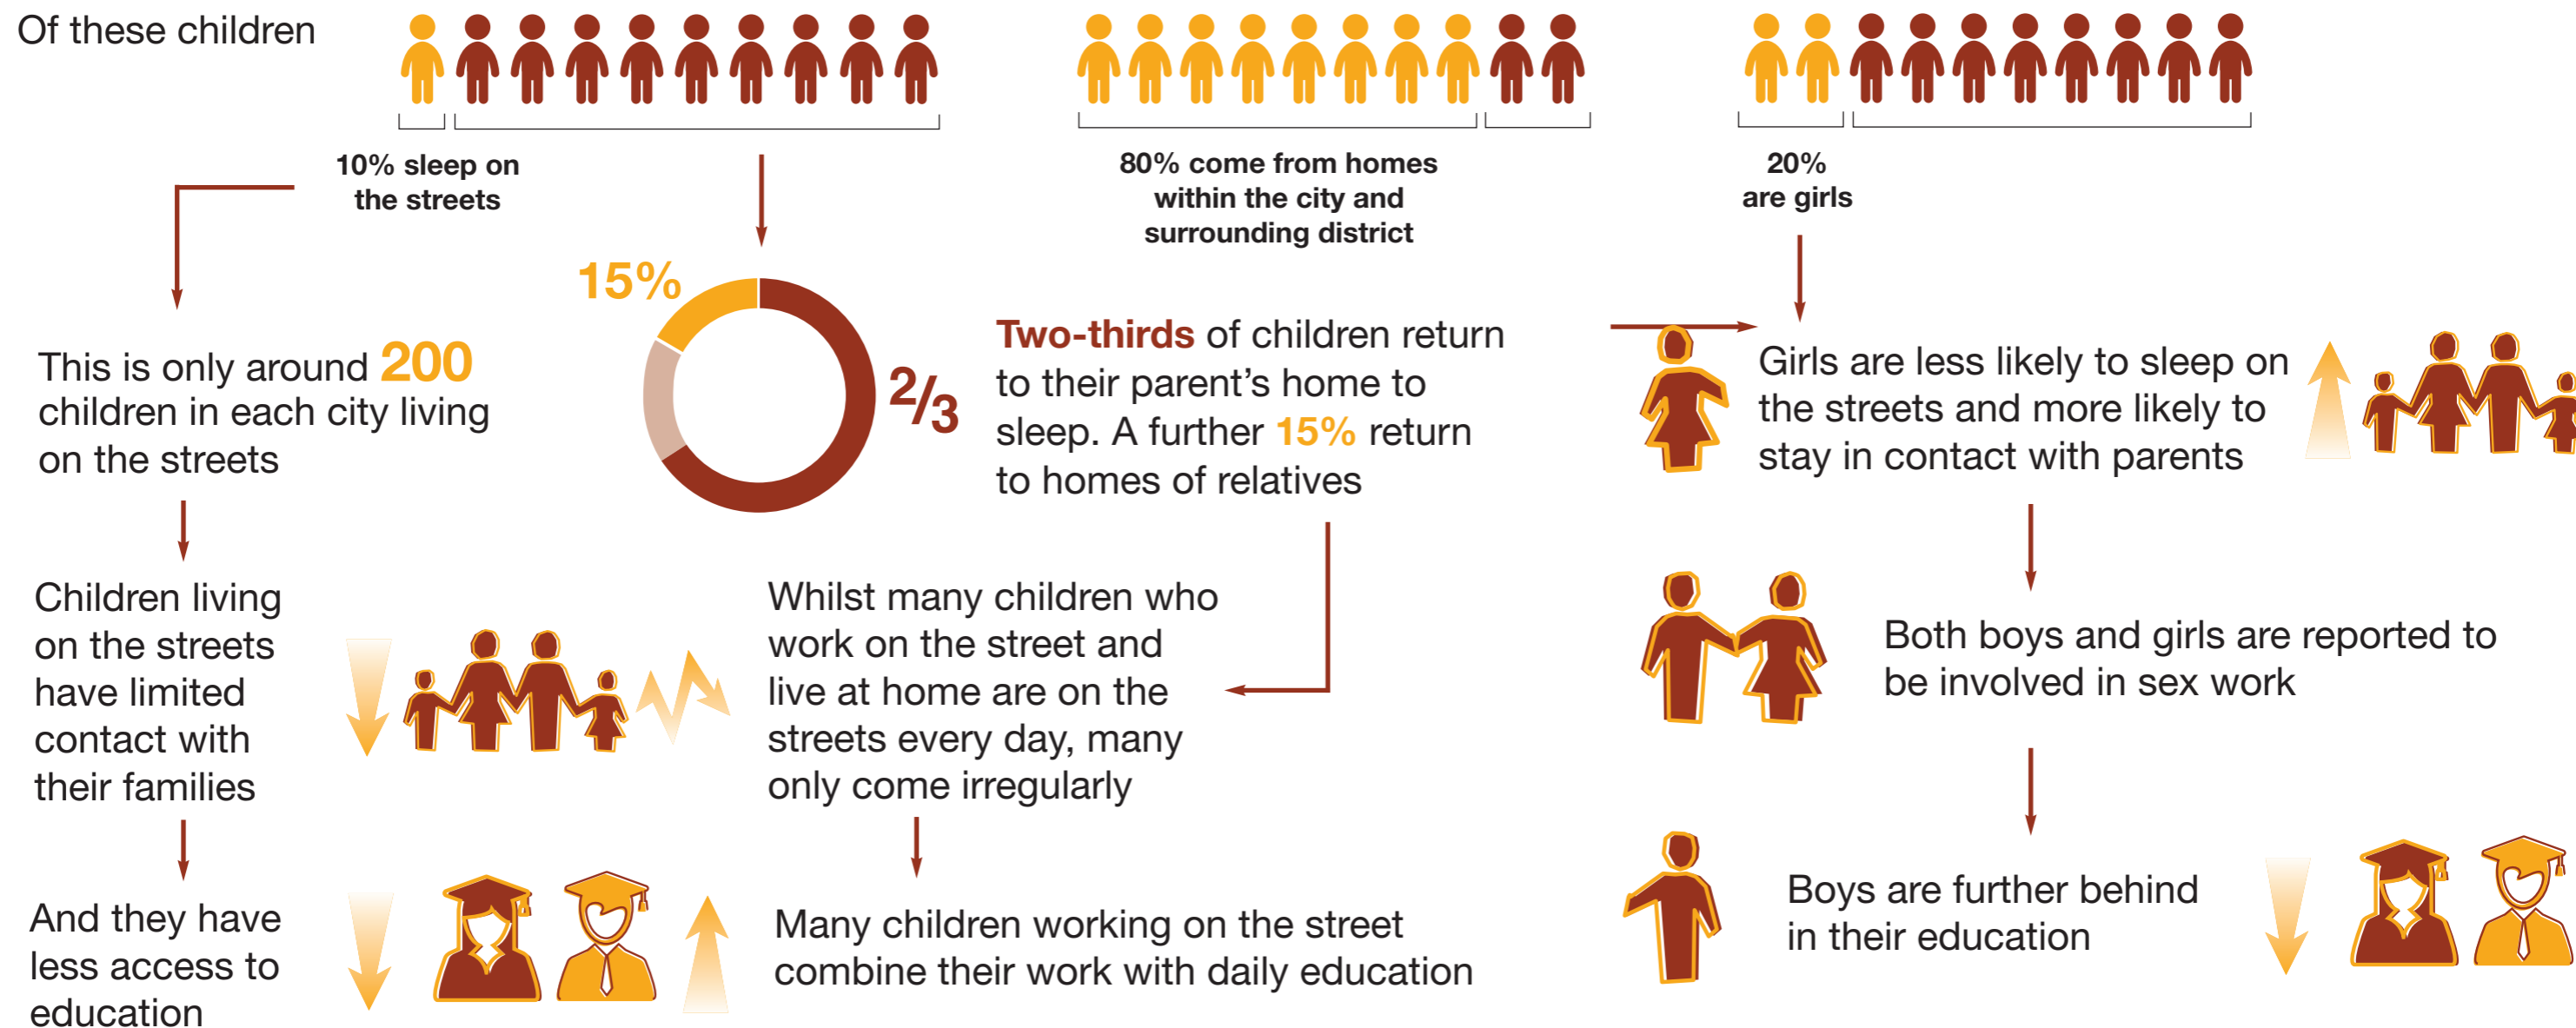 Of these children
10% sleep on
the streets
80% come from homes
within the city and
surrounding district
20%
are girls
This is only around 200
children in each city living
on the streets
Children living
on the streets
have limited
contact with
their families
And they have
less access to
education
15%
2/3
Two-thirds of children return
to their parent’s home to
sleep. A further 15% return
to homes of relatives
Whilst many children who
work on the street and
live at home are on the
streets every day, many
only come irregularly
Many children working on the street
combine their work with daily education
Girls are less likely to sleep on
the streets and more likely to
stay in contact with parents
Both boys and girls are reported to
be involved in sex work
Boys are further behind
in their education